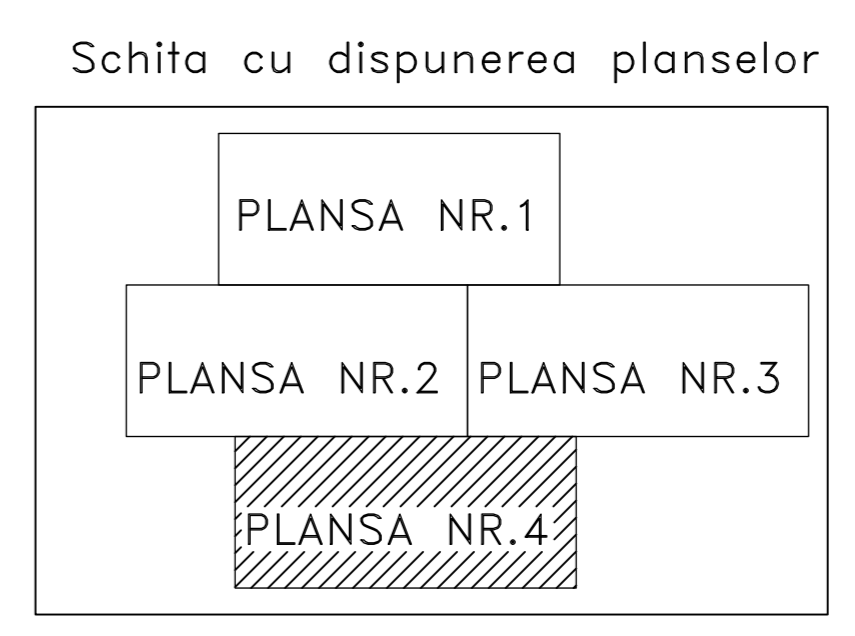 Schita cu dispunerea planselor
PLANSA NR.1
PLANSA NR.2
PLANSA NR.3
PLANSA NR.4